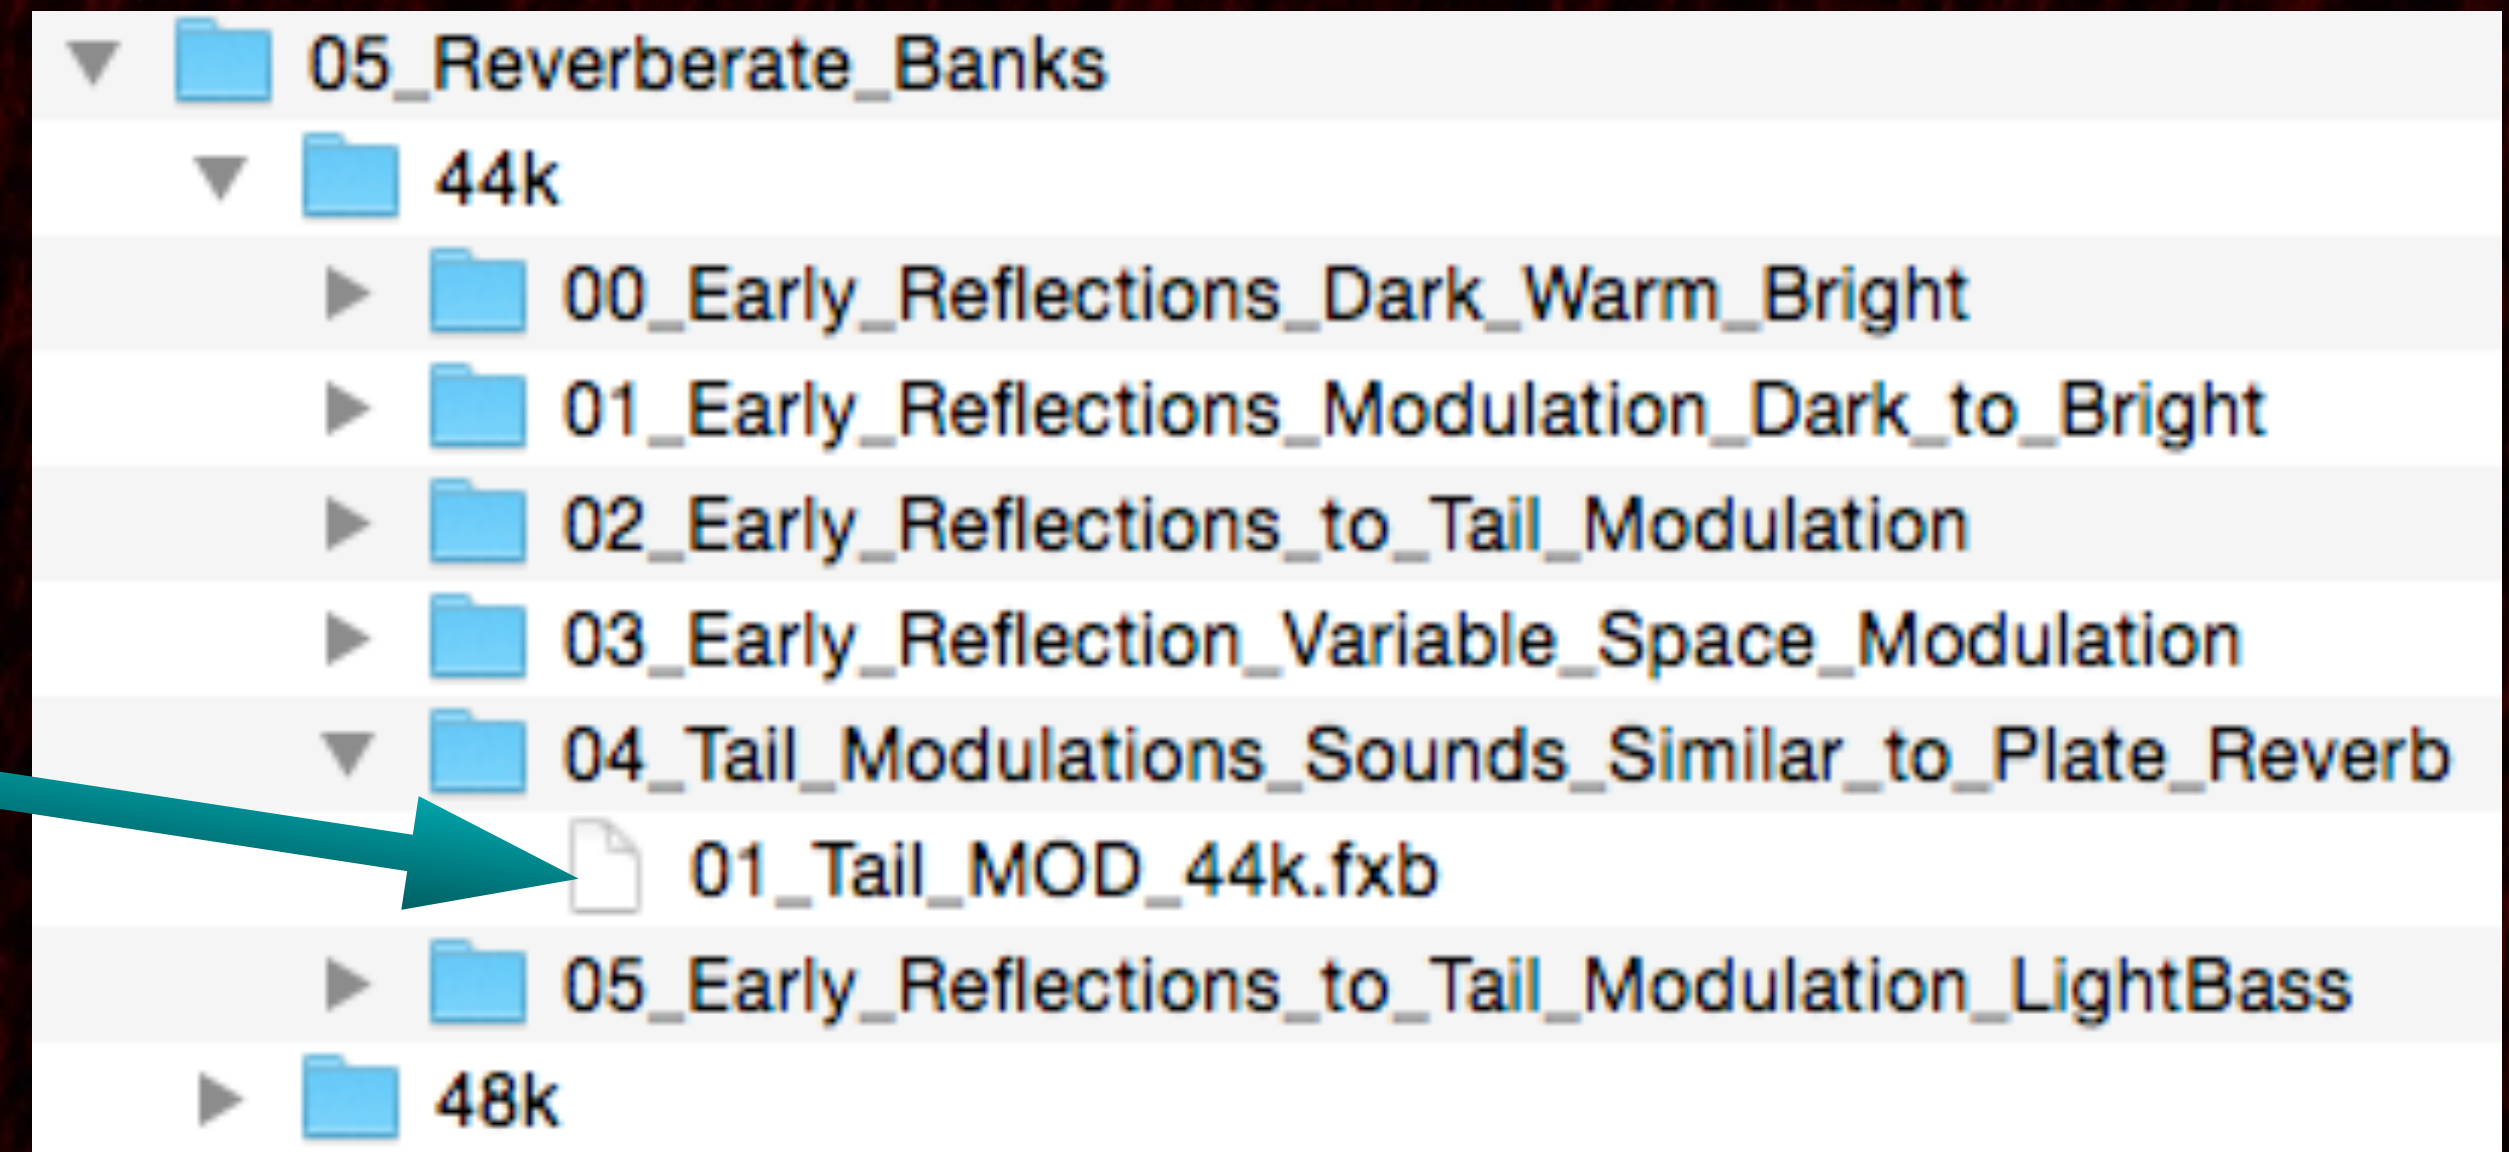 05_Reverberate_Banks
44k
00_Early_Reflections_Dark_Warm_Bright
01_Early_Reflections_Modulation_Dark_to_Bright
02_Early_Reflections_to_Tail_Modulation
03_Early_Reflection_Variable_Space_Modulation
04_Tail_Modulations_Sounds_Similar_to_Plate_Reverb
01_Tail_MOD_44k.fxb
05_Early_Reflections_to_Tail_Modulation_LightBass
48k